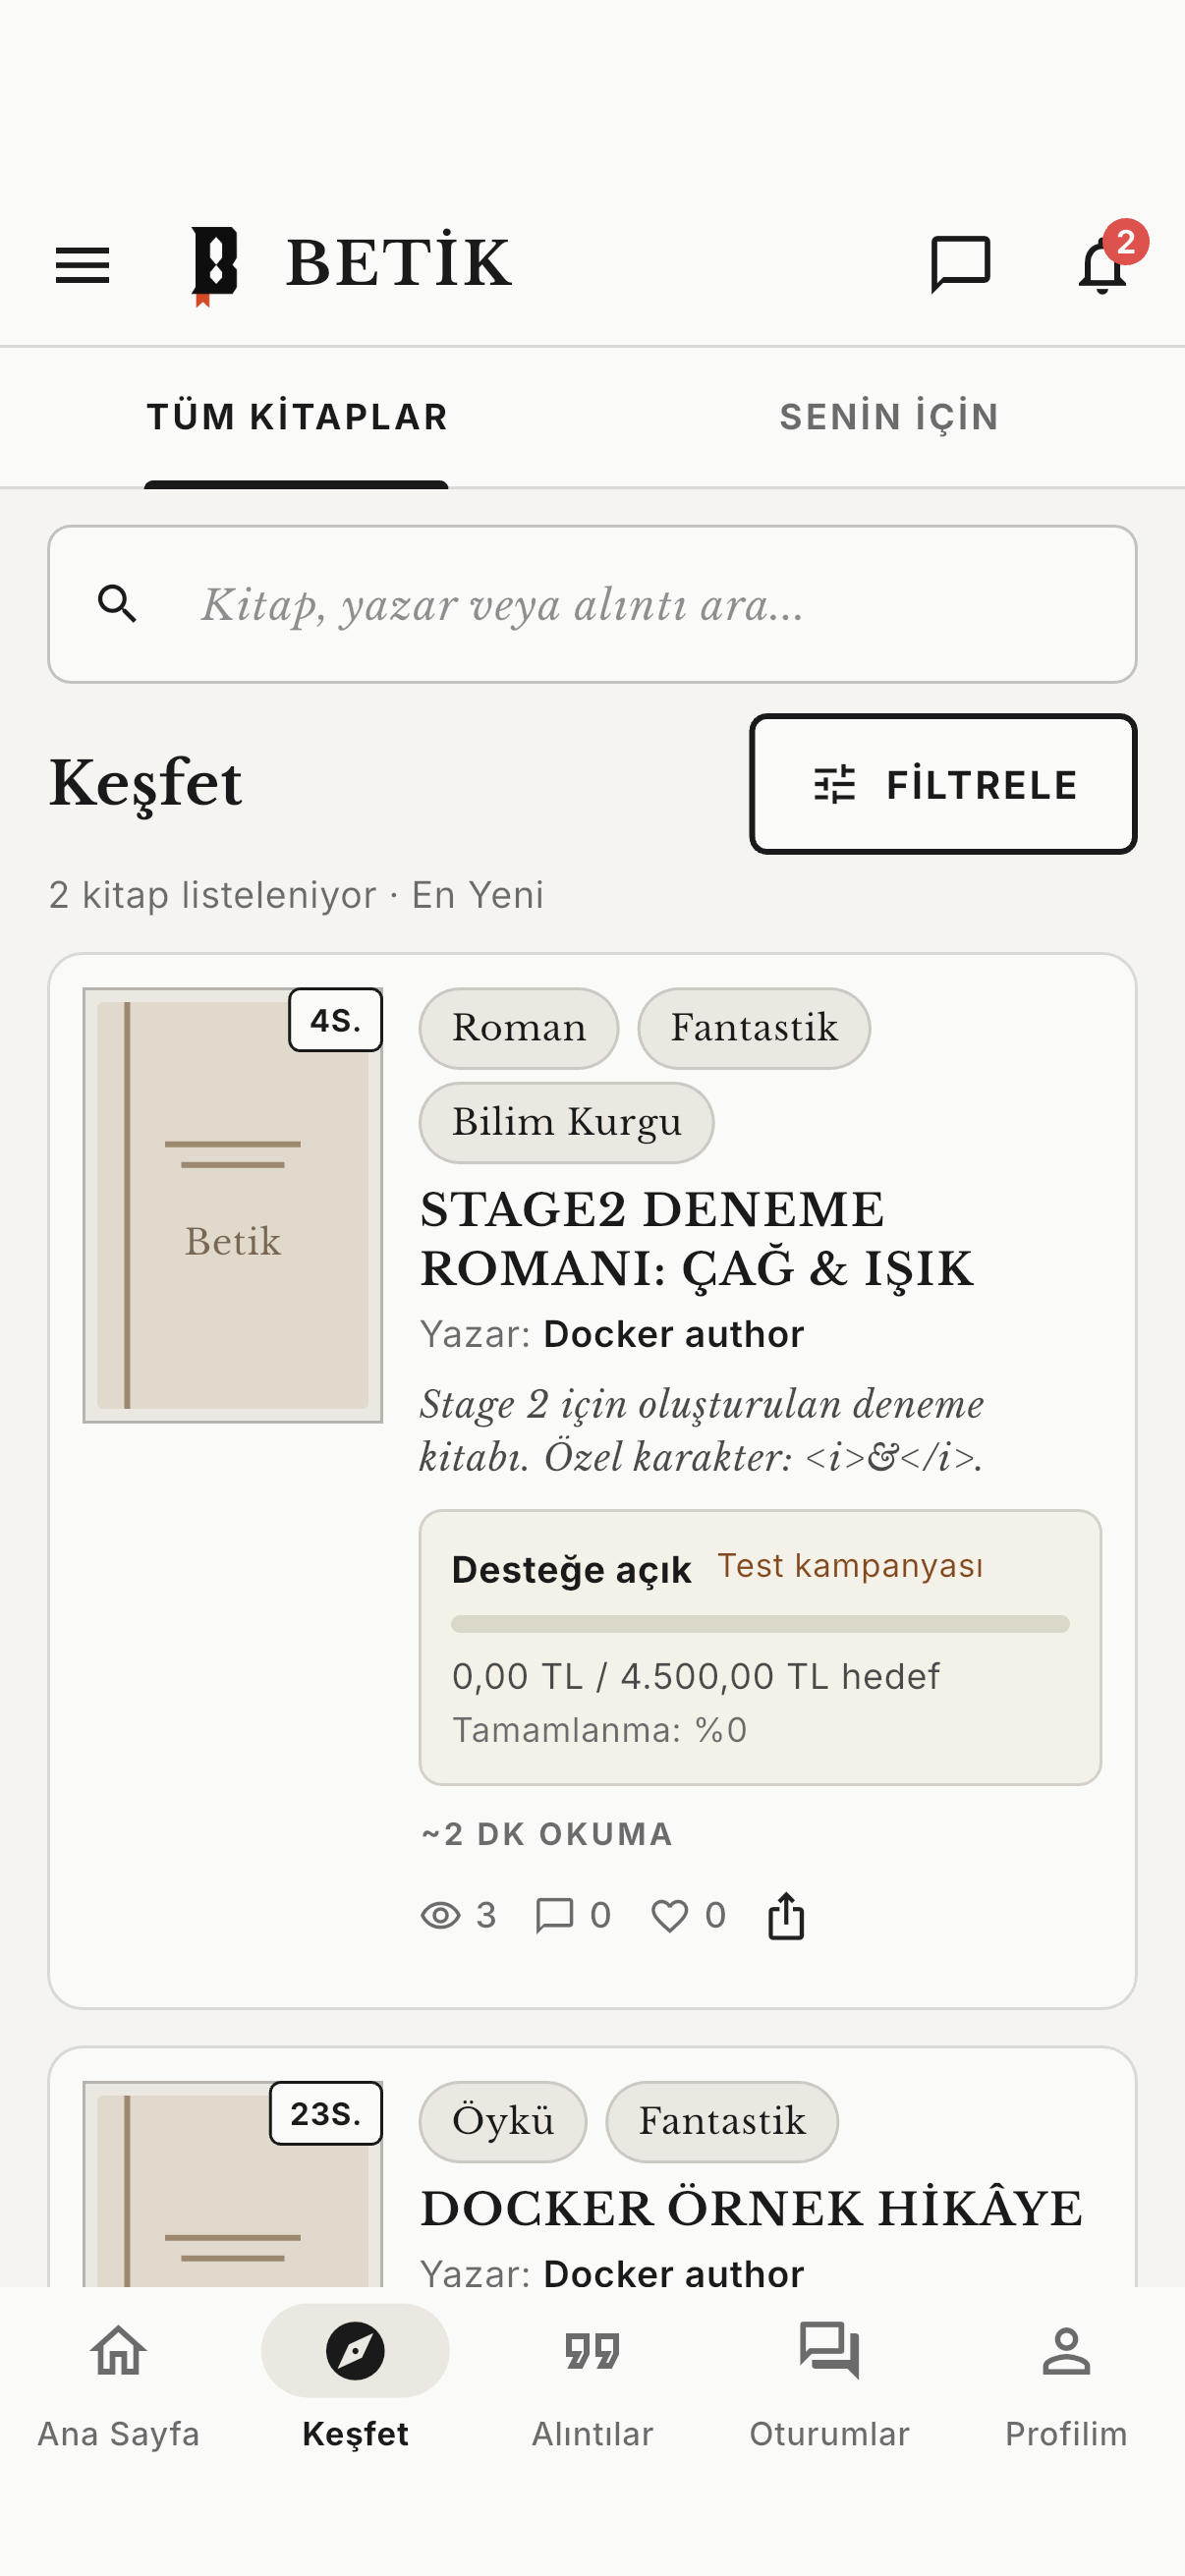 BETİK
2
TÜM KİTAPLAR
SENİN İÇİN
Kitap, yazar veya alıntı ara...
Keşfet
FİLTRELE
2 kitap listeleniyor · En Yeni
4S.
Betik
Roman
Fantastik
Bilim Kurgu
STAGE2 DENEME
ROMANI: ÇAĞ & IŞIK
Yazar: Docker author
Stage 2 için oluşturulan deneme
kitabı. Özel karakter: <i>&</i>.
Desteğe açık Test kampanyası
0,00 TL / 4.500,00 TL hedef
Tamamlanma: %0
~2 DK OKUMA
3 0 0
23S.
Öykü
Fantastik
DOCKER ÖRNEK HİKÂYE
Yazar: Docker author
Ana Sayfa
Keşfet
Alıntılar
Oturumlar
Profilim